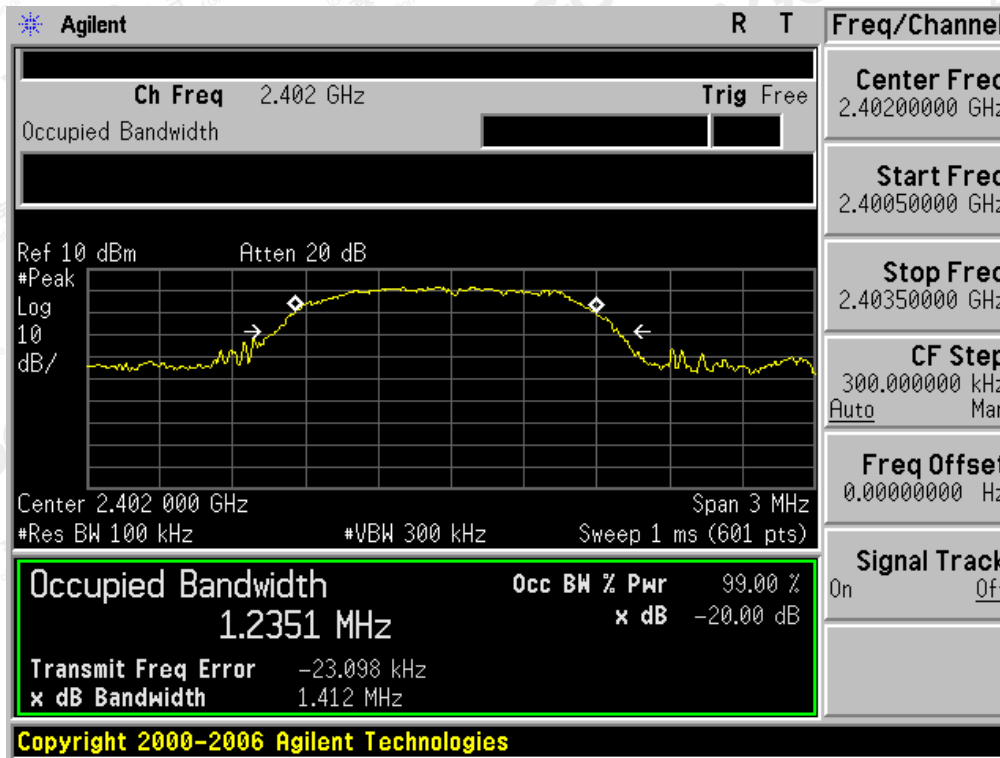 Agilent R T Freq/Channel
Ch Freq 2.402 GHz Trig Free
Occupied Bandwidth
Center Freq
2.40200000 GHz
Start Freq
2.40050000 GHz
Stop Freq
2.40350000 GHz
CF Step
300.000000 kHz
Auto Man
Freq Offset
0.00000000 Hz
Signal Track
On Off
Ref 10 dBm Atten 20 dB
#Peak
Log
10
dB/
Center 2.402 000 GHz Span 3 MHz
#Res BW 100 kHz #VBW 300 kHz Sweep 1 ms (601 pts)
Occupied Bandwidth Occ BW % Pwr 99.00 %
1.2351 MHz x dB -20.00 dB
Transmit Freq Error -23.098 kHz
x dB Bandwidth 1.412 MHz
Copyright 2000-2006 Agilent Technologies